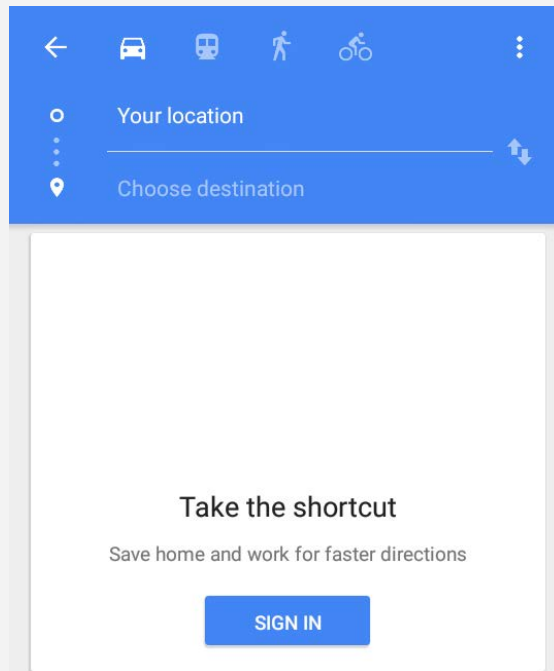 Your location
Choose destination
Take the shortcut
Save home and work for faster directions
SIGN IN